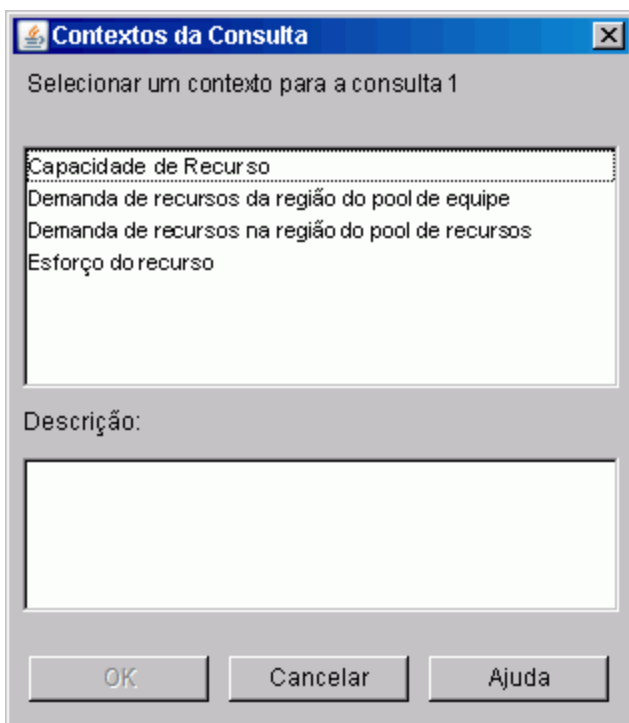 Contextos da Consulta
Selecionar um contexto para a consulta 1
Capacidade de Recurso
Demanda de recursos da região do pool de equipe
Demanda de recursos na região do pool de recursos
Esforço do recurso
Descrição:
OK Cancelar Ajuda